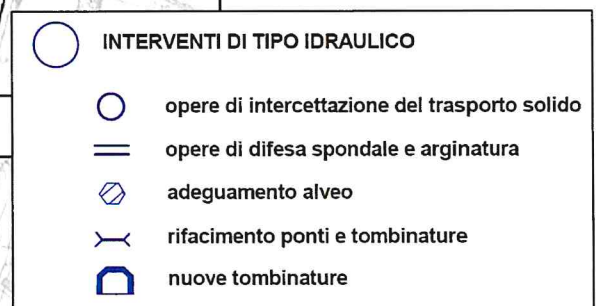 INTERVENTI DI TIPO IDRAULICO
opere di intercettazione del trasporto solido
opere di difesa spondale e arginatura
adeguamento alveo
rifacimento ponti e tombinature
nuove tombinature